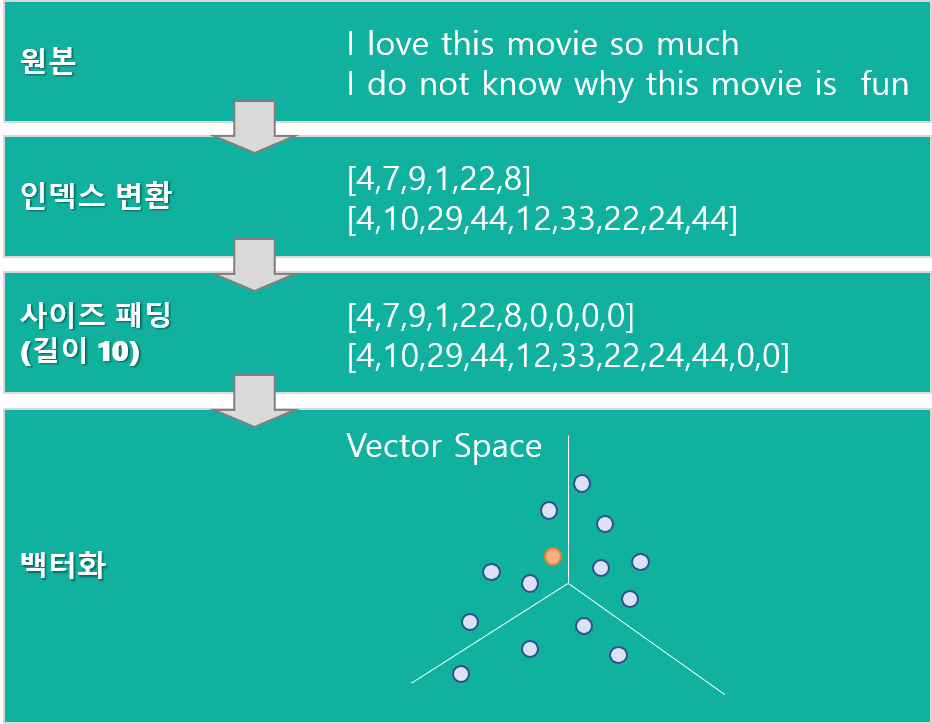 원본
I love this movie so much
I do not know why this movie is  fun
인덱스 변환
[4,7,9,1,22,8]
[4,10,29,44,12,33,22,24,44]
사이즈 패딩
(길이 10)
[4,7,9,1,22,8,0,0,0,0]
[4,10,29,44,12,33,22,24,44,0,0]
백터화
Vector Space